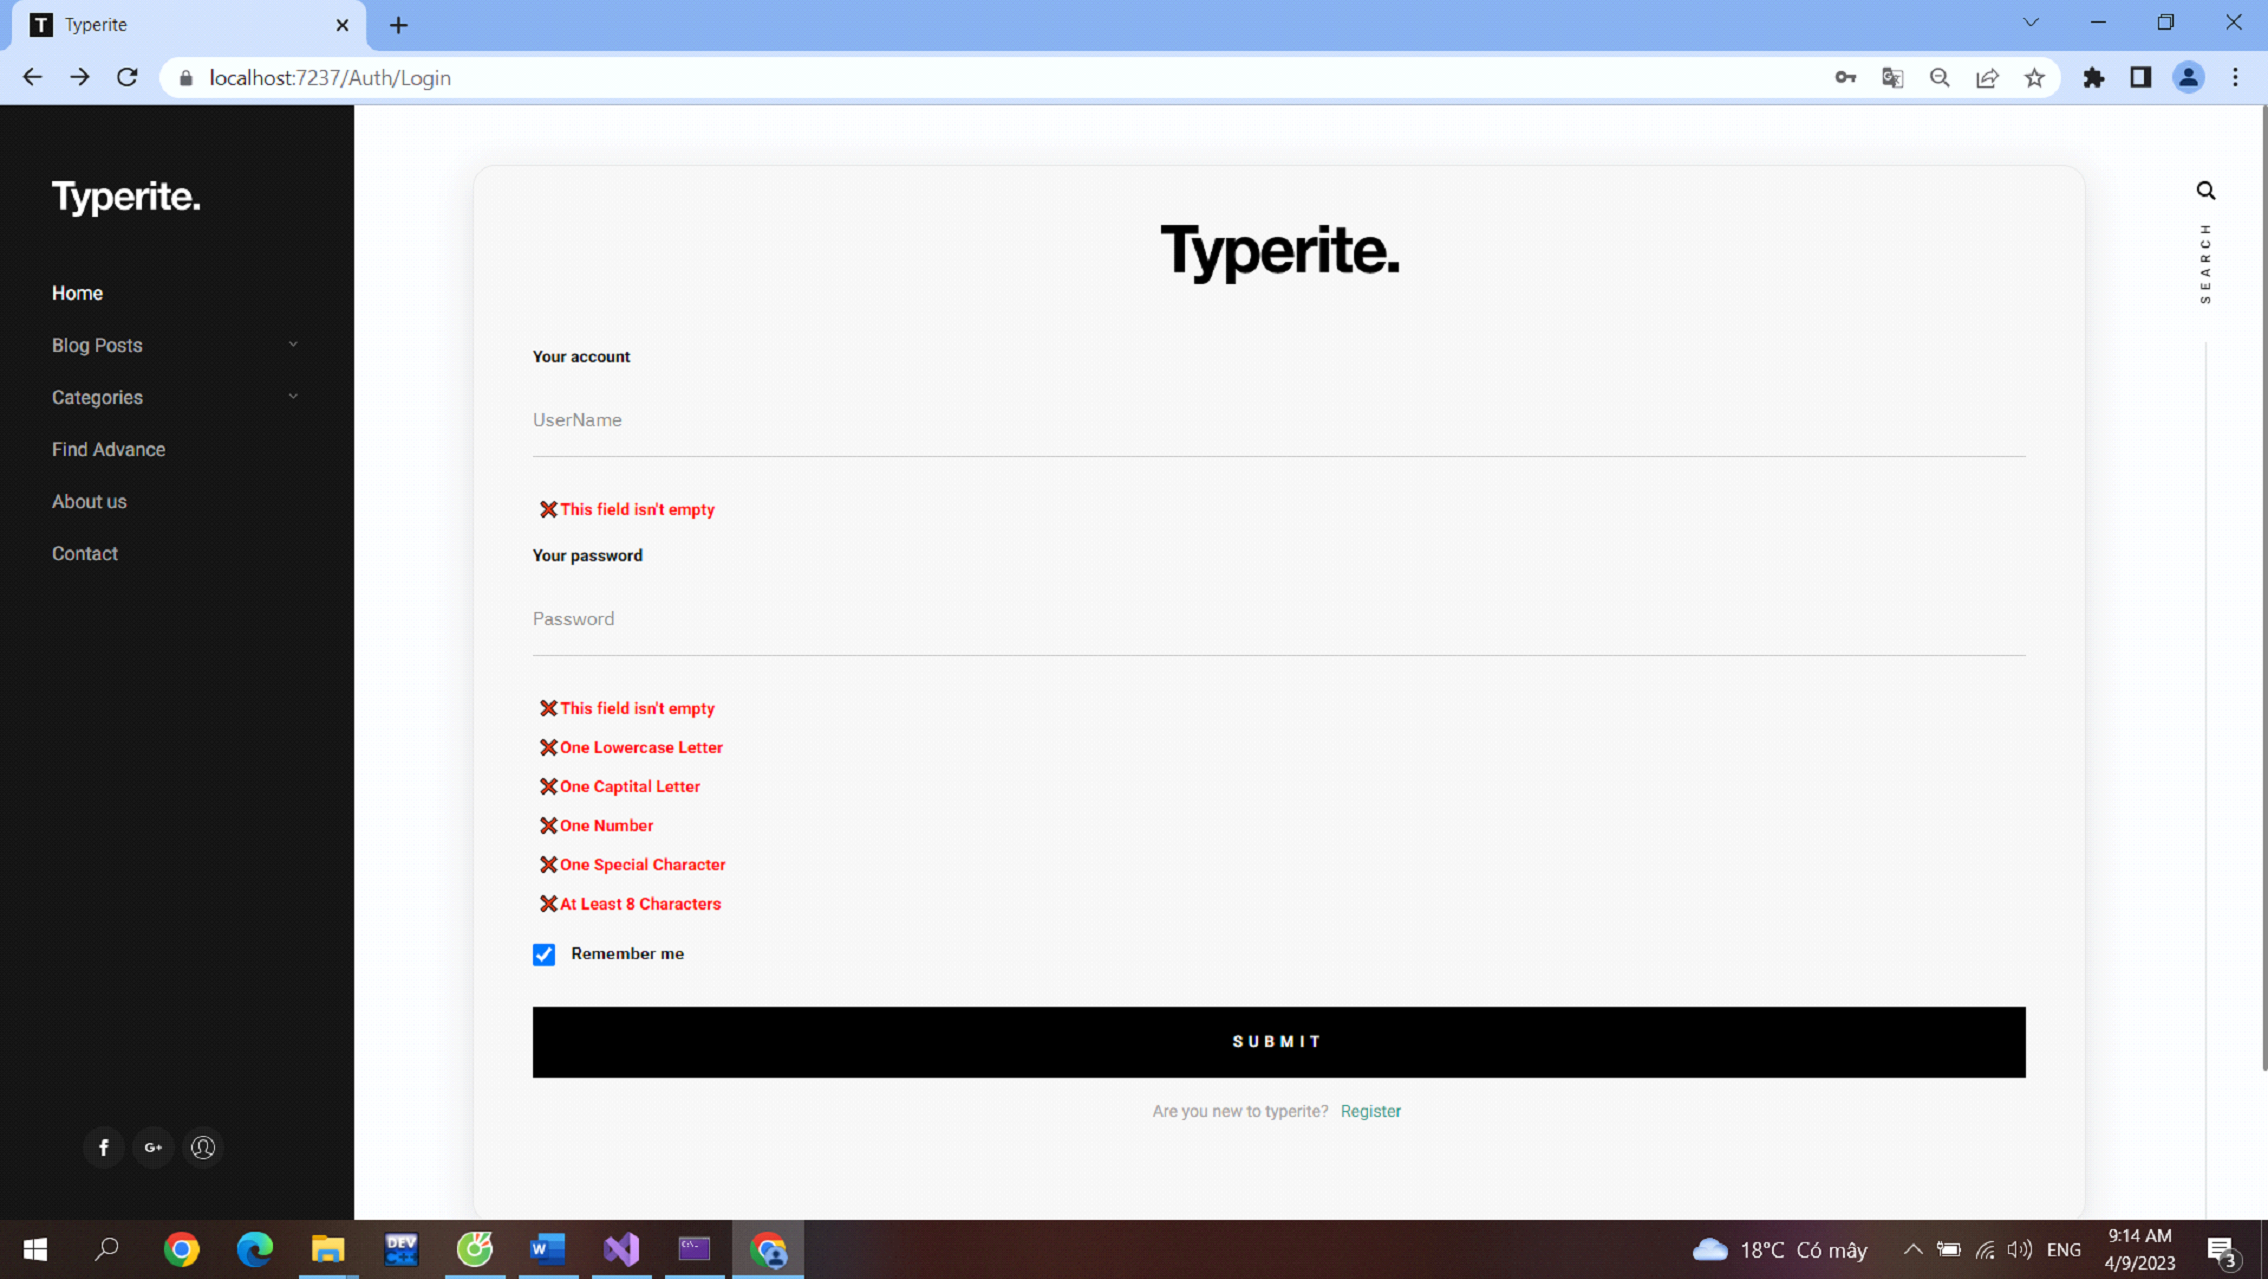 T Typerite
localhost:7237/Auth/Login
Typerite.
Home
Blog Posts
Categories
Find Advance
About us
Contact
G+
Typerite.
Your account
UserName
This field isn't empty
Your password
Password
This field isn't empty
One Lowercase Letter
One Captital Letter
One Number
One Special Character
At Least 8 Characters
Remember me
SUBMIT
Are you new to typerite? Register
SEARCH
DEV
C++
W
C:\.
18°C Có mây
ENG
9:14 AM
4/9/2023
3